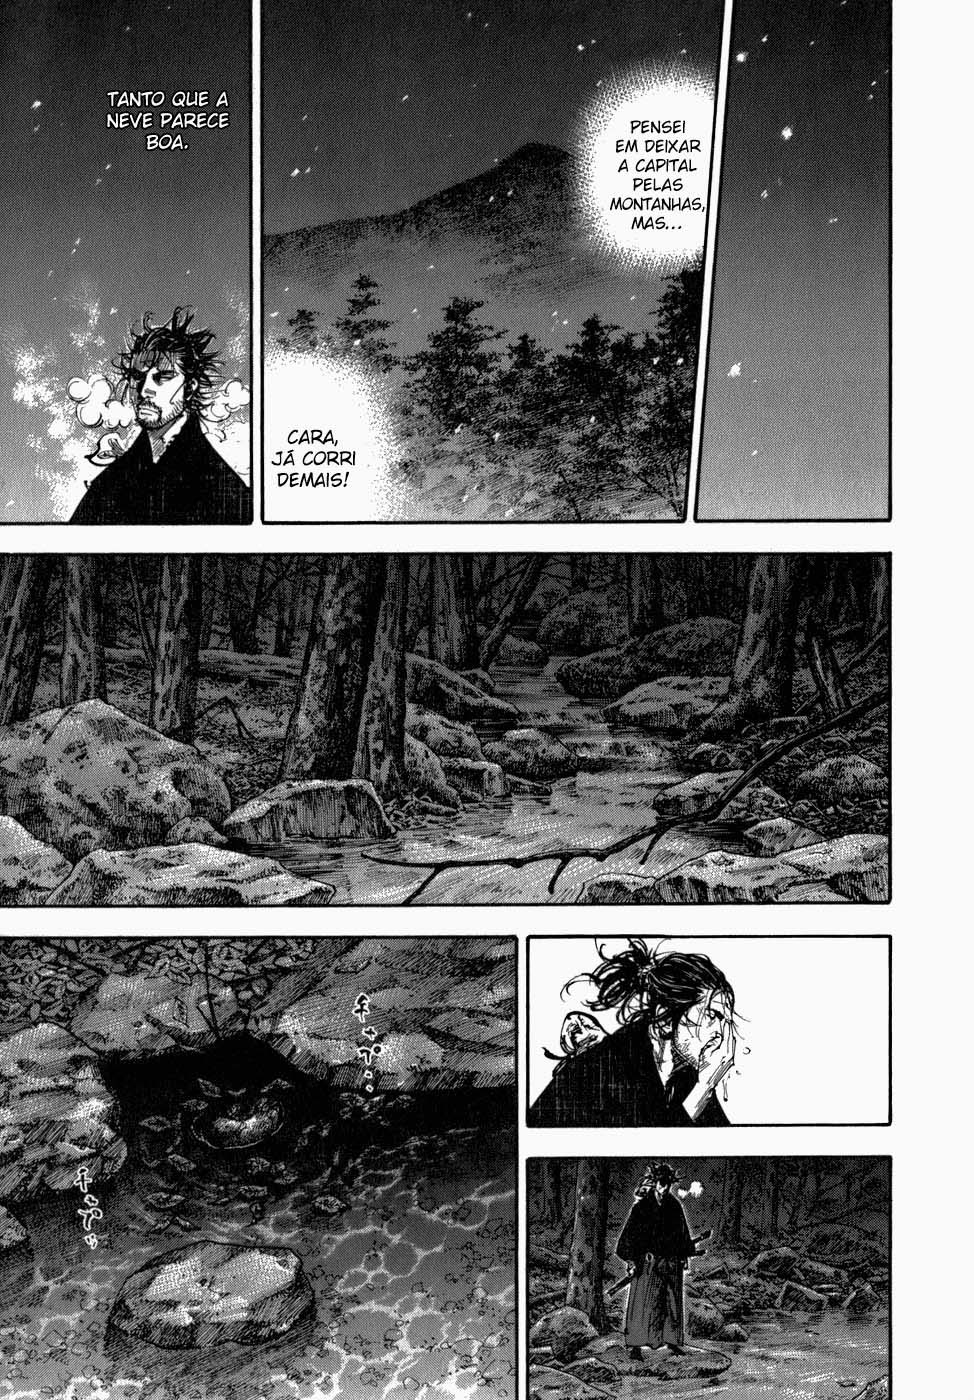 PENSEI
EM DEIXAR
A CAPITAL
PELAS
MONTANHAS,
MAS...
CARA,
JÁ CORRI
DEMAIS!
TANTO QUE A
NEVE PARECE
BOA.